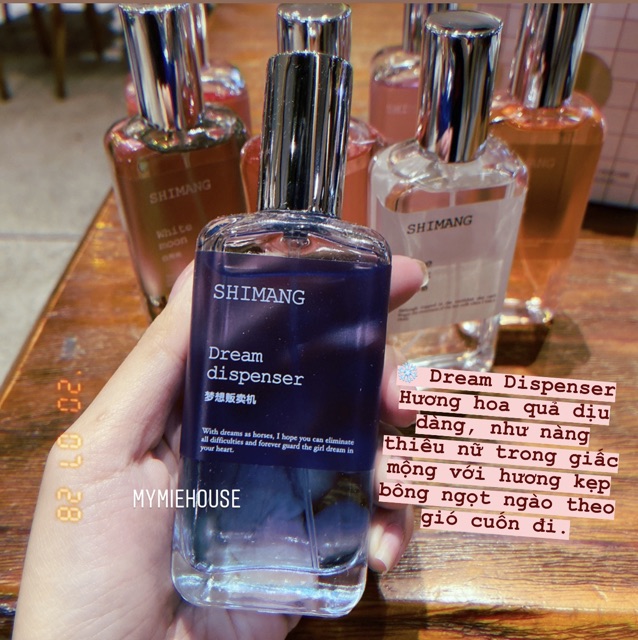 SHIMANG
White
moon
SHIMANG
SHIMANG
Dream
dispenser
梦想贩卖机
With dreams as horses, I hope you can eliminate
all difficulties and forever guard the girl dream in
your heart.
MYMIEHOUSE
Dream Dispenser
Hương hoa quả dịu
dàng, như nàng
thiếu nữ trong giấc
mộng với hương kẹp
bông ngọt ngào theo
gió cuốn đi.
'20 07 28